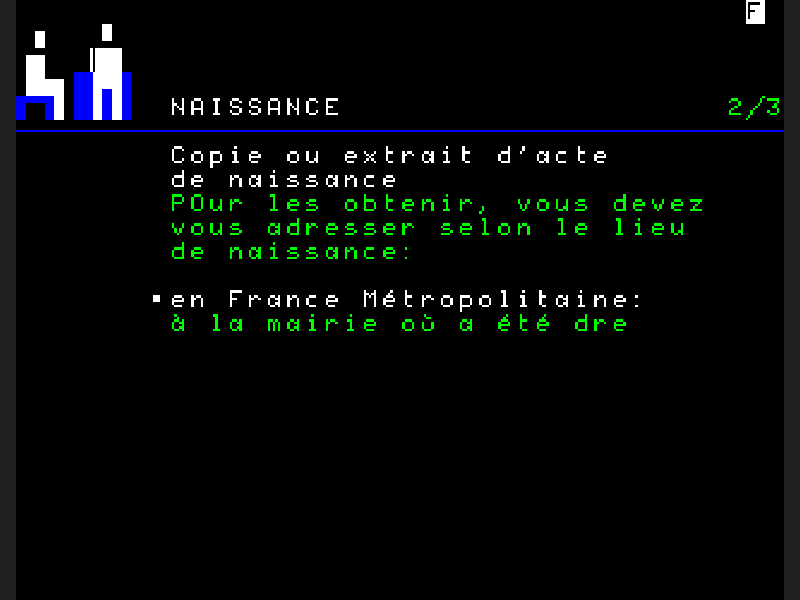 F
NAISSANCE 2/3
Copie ou extrait d'acte
de naissance
POur les obtenir, vous devez
vous adresser selon le lieu
de naissance:
▪en France Métropolitaine:
à la mairie où a été dre